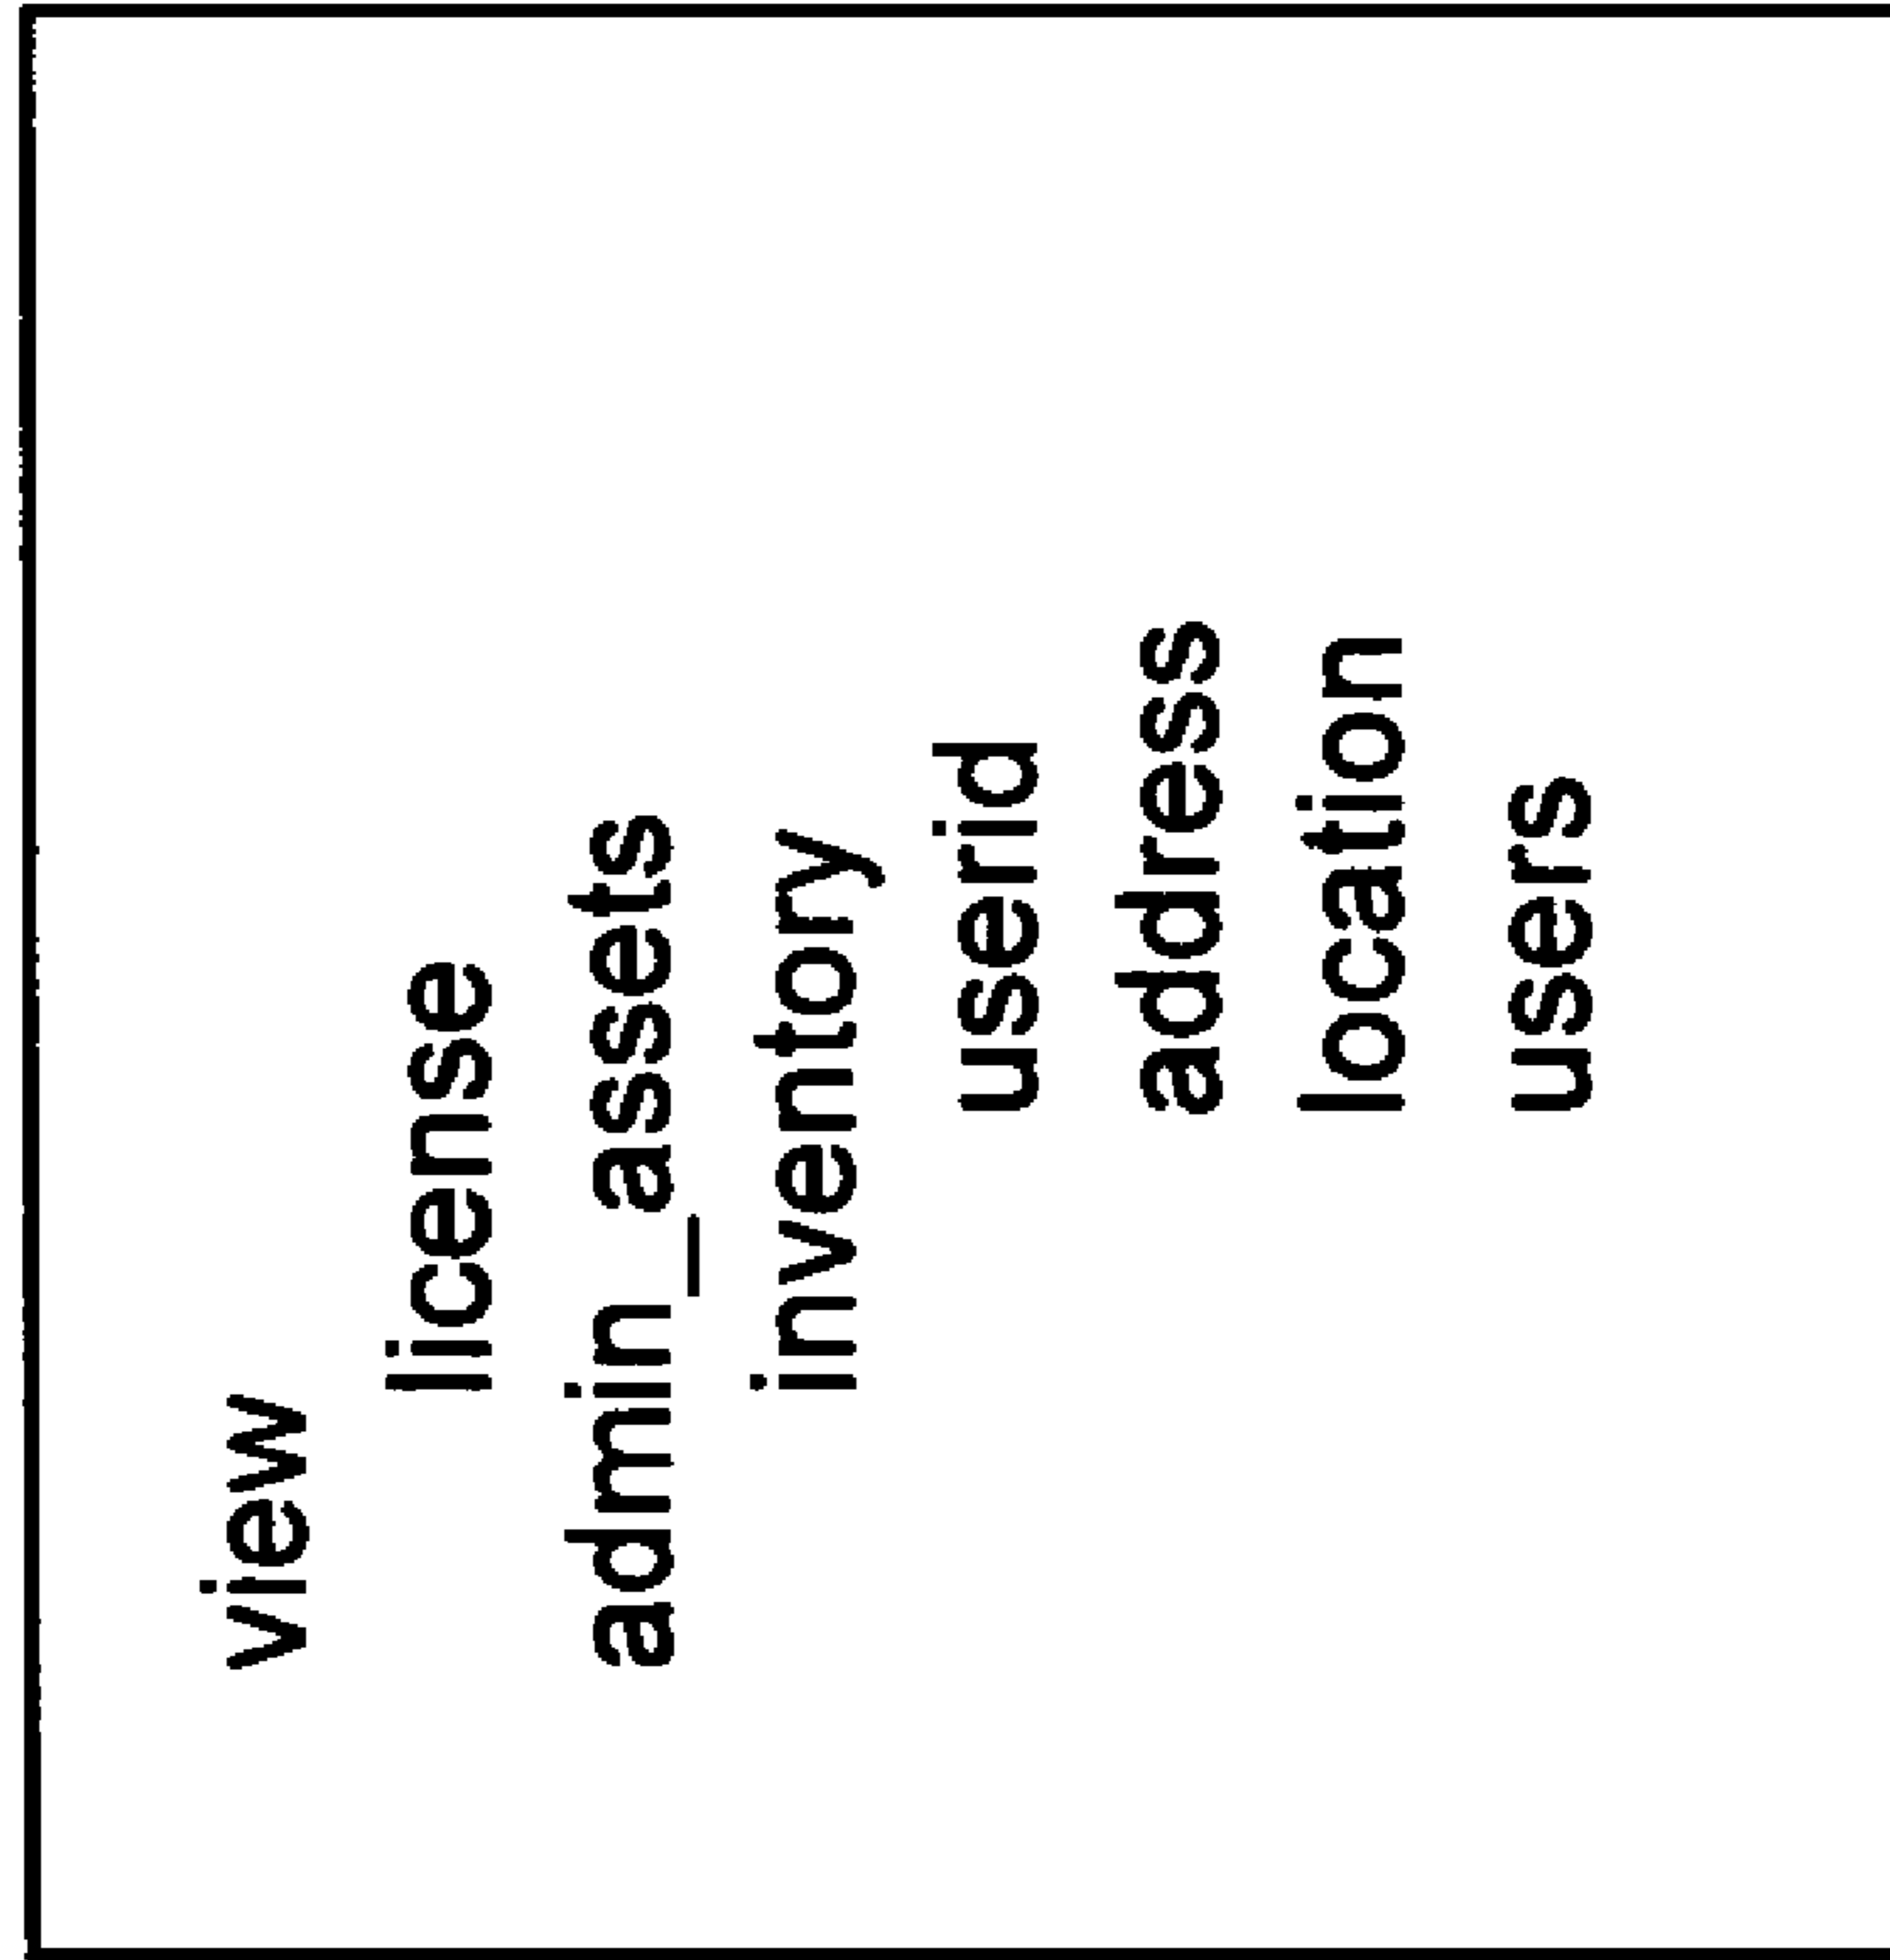 view
license
admin_assets
inventory
userid
address
location
users